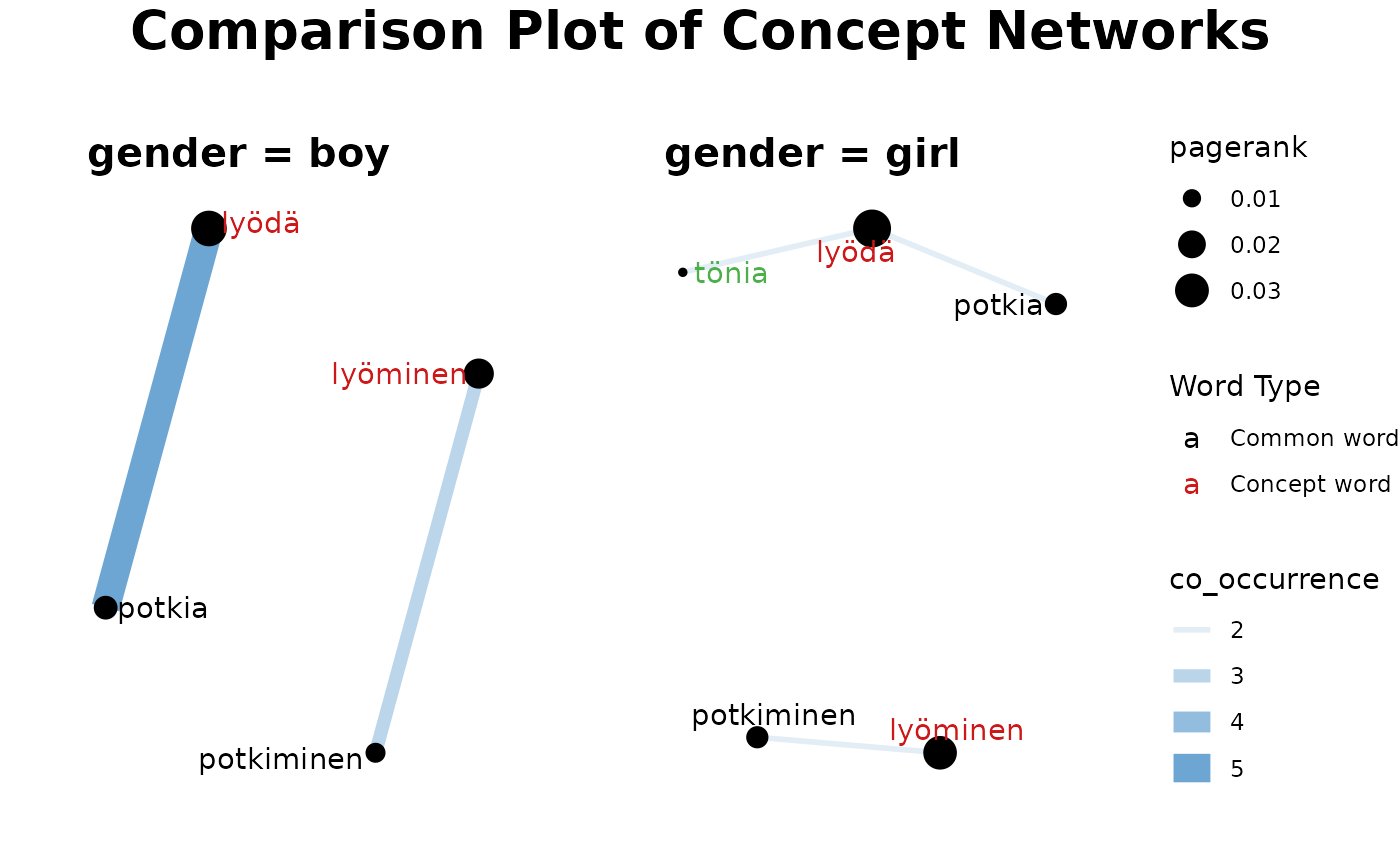 Comparison Plot of Concept Networks
gender = boy
lyödä
lyöminen
potkia
potkiminen
gender = girl
lyödä
tönia
potkia
potkiminen
lyöminen
pagerank
0.01
0.02
0.03
Word Type
a Common word
a Concept word
co_occurrence
2
3
4
5